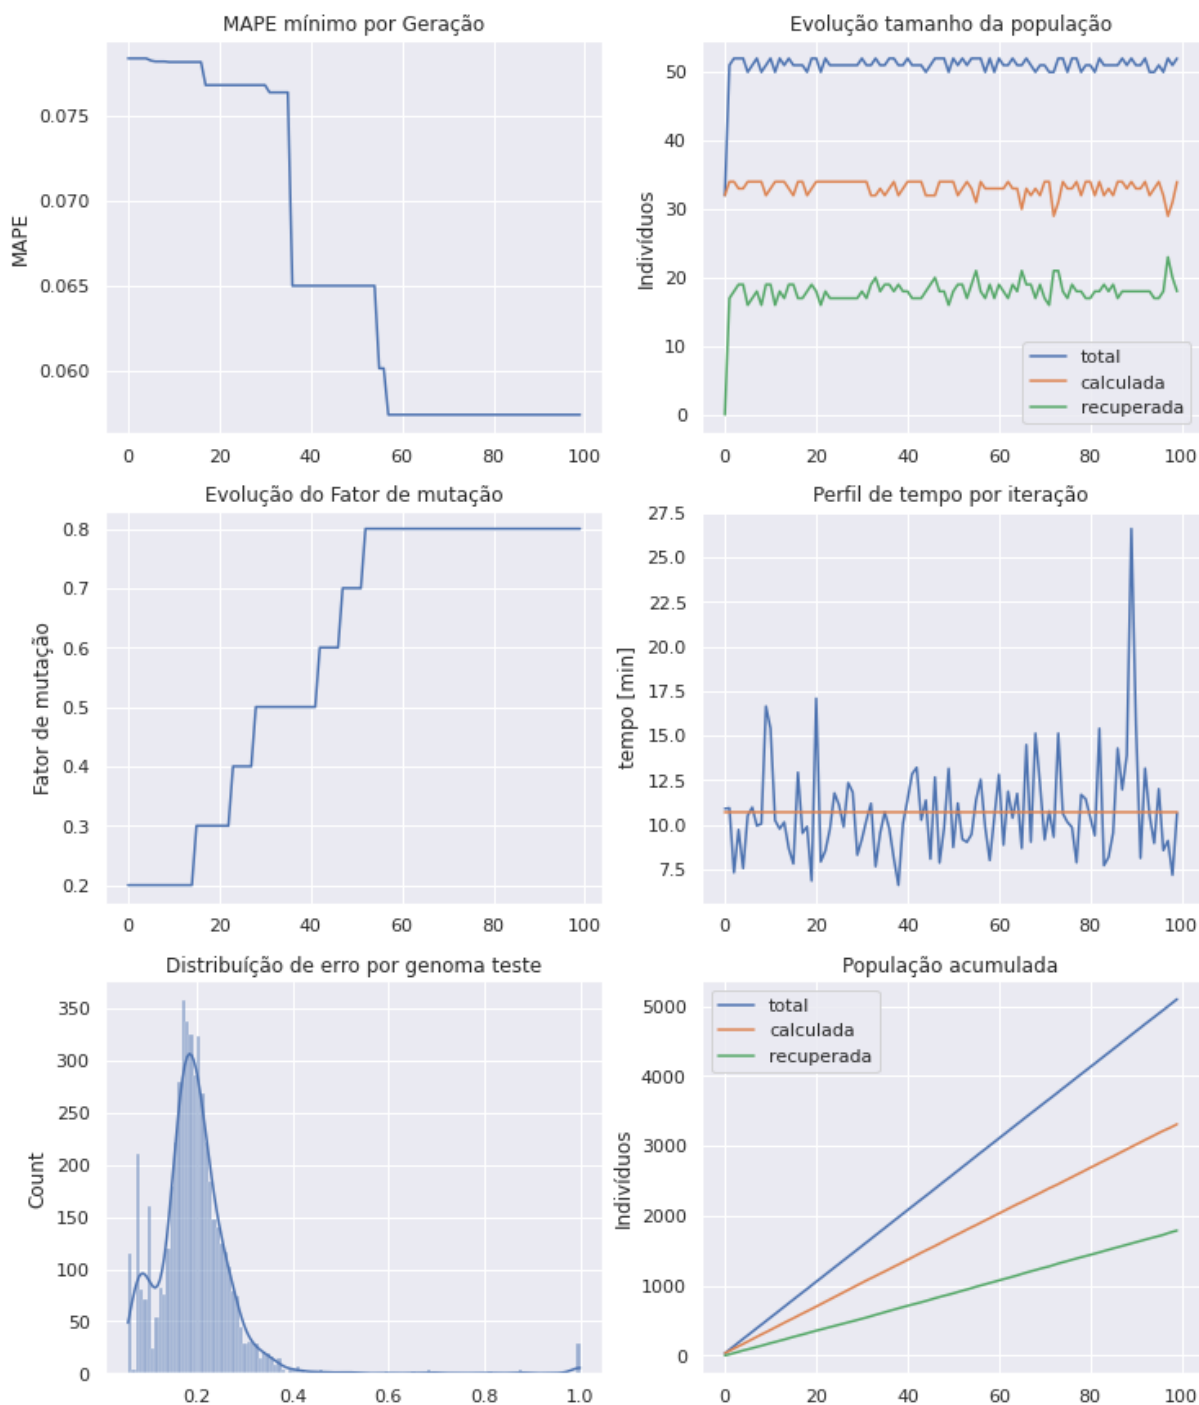 MAPE mínimo por Geração
0.075
0.070
0.065
0.060
MAPE
0 20 40 60 80 100
Evolução tamanho da população
50
40
30
20
10
0
Indivíduos
total
calculada
recuperada
0 20 40 60 80 100
Evolução do Fator de mutação
0.8
0.7
0.6
0.5
0.4
0.3
0.2
Fator de mutação
0 20 40 60 80 100
Perfil de tempo por iteração
27.5
25.0
22.5
20.0
17.5
15.0
12.5
10.0
7.5
tempo [min]
0 20 40 60 80 100
Distribuíção de erro por genoma teste
350
300
250
200
150
100
50
0
Count
0.2 0.4 0.6 0.8 1.0
População acumulada
total
calculada
recuperada
5000
4000
3000
2000
1000
0
Indivíduos
0 20 40 60 80 100